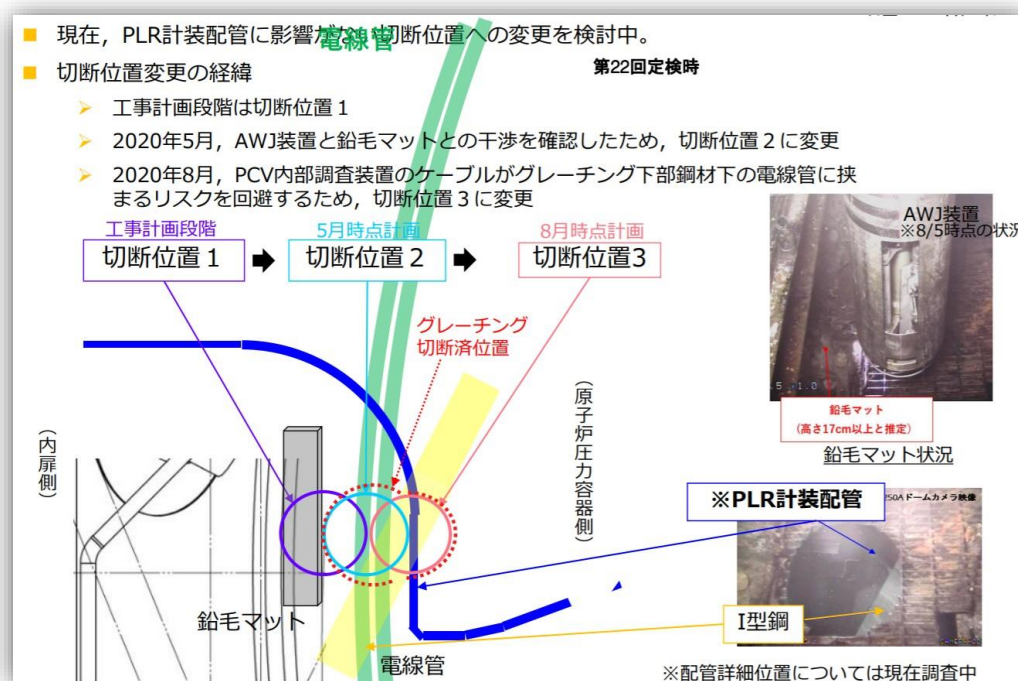 ■ 現在，PLR計装配管に影響がない切断位置への変更を検討中。
電線管
■ 切断位置変更の経緯
第22回定検時
➢ 工事計画段階は切断位置１
➢ 2020年5月，AWJ装置と鉛毛マットとの干渉を確認したため，切断位置２に変更
➢ 2020年8月，PCV内部調査装置のケーブルがグレーチング下部鋼材下の電線管に挟
まるリスクを回避するため，切断位置３に変更
工事計画段階
切断位置１
5月時点計画
切断位置２
8月時点計画
切断位置3
グレーチング
切断済位置
（内扉側）
（原子炉圧力容器側）
鉛毛マット
電線管
AWJ装置
※8/5時点の状況
鉛毛マット
(高さ17cm以上と推定)
鉛毛マット状況
※PLR計装配管
250Aドームカメラ映像
I型鋼
※配管詳細位置については現在調査中